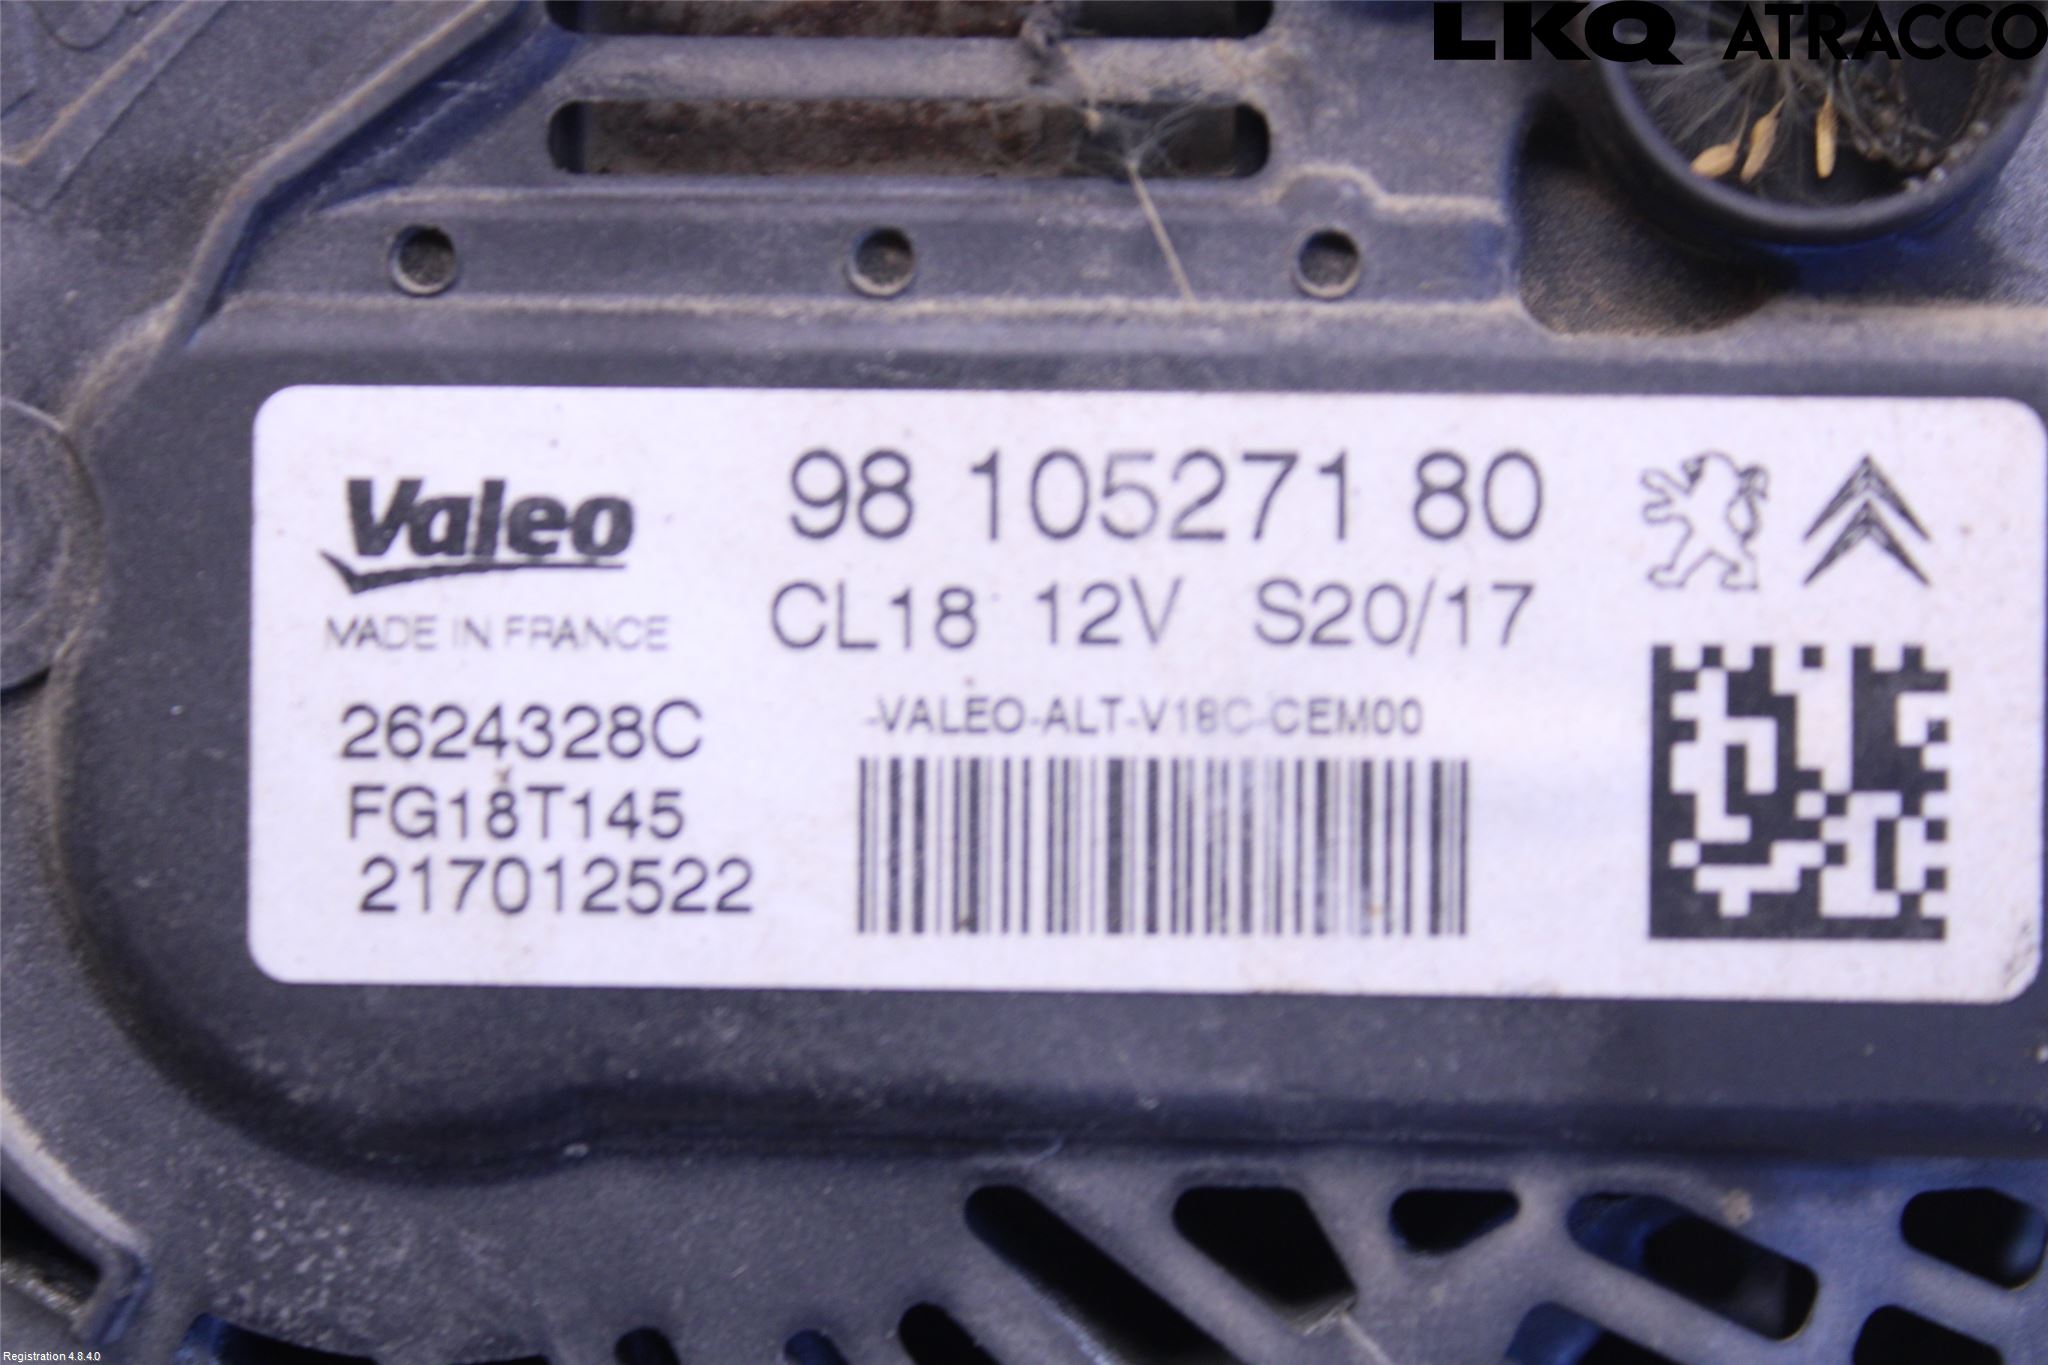 LKQ ATRACCO
Valeo
MADE IN FRANCE
98 105271 80
CL18 12V S20/17
-VALEO-ALT-V18C-CEM00
2624328C
FG18T145
217012522
Registration 4.8.4.0